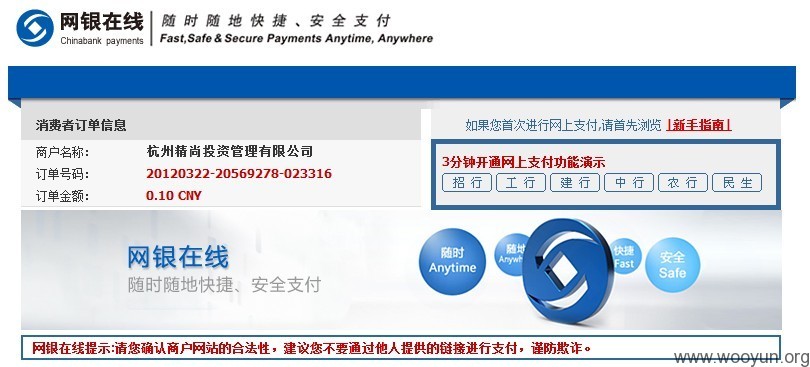 网银在线
Chinabank payments
随时随地快捷、安全支付
Fast,Safe & Secure Payments Anytime, Anywhere
消费者订单信息
商户名称: 杭州精尚投资管理有限公司
订单号码: 20120322-20569278-023316
订单金额: 0.10 CNY
如果您首次进行网上支付,请首先浏览 |新手指南|
3分钟开通网上支付功能演示
招 行 工 行 建 行 中 行 农 行 民 生
网银在线
随时随地快捷、安全支付
随时
Anytime
随地
Anywh
快捷
Fast
安全
Safe
网银在线提示:请您确认商户网站的合法性，建议您不要通过他人提供的链接进行支付，谨防欺诈。
www.wooyun.org